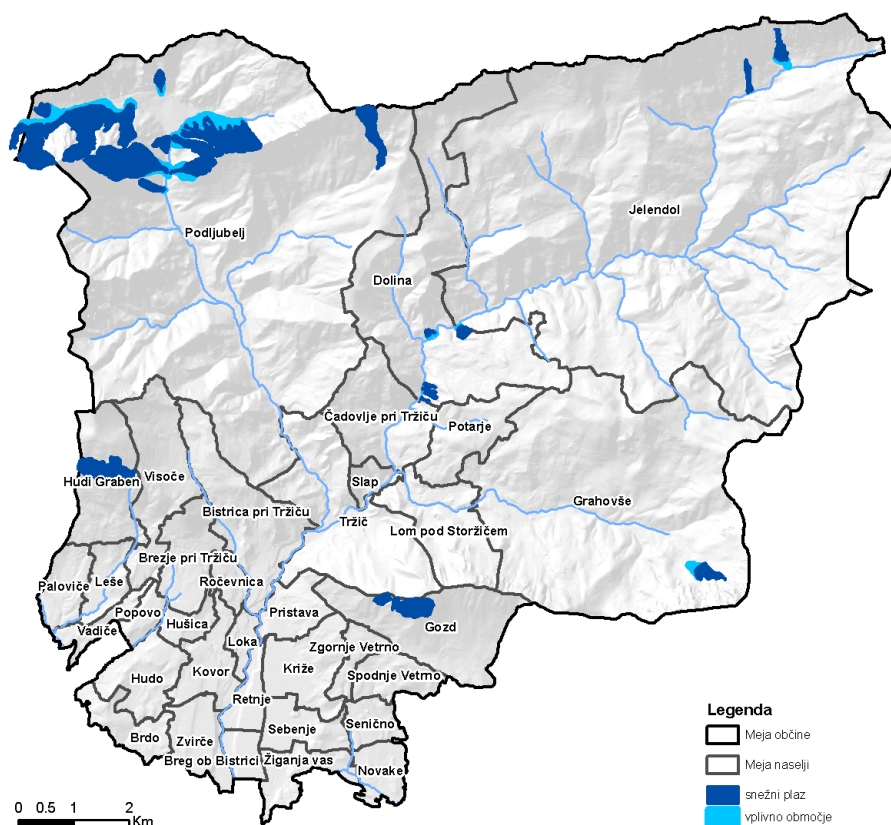 Jelendol
Podljubelj
Dolina
Čadovlje pri Tržiču
Potarje
Visoče
Hudi Graben
Slap
Grahovše
Bistrica pri Tržiču
Tržič
Lom pod Storžičem
Brezje pri Tržiču
Leše
Ročevnica
Paloviče
Popovo
Pristava
Hušica
Gozd
Vadiče
Loka
Zgornje Vetrno
Križe
Kovor
Spodnje Vetrno
Hudo
Retnje
Senično
Sebenje
Brdo
Zvirče
Breg ob Bistrici
Žiganja vas
Novake
Legenda
Meja občine
Meja naselji
snežni plaz
vplivno območje
0 0.5 1 2
Km